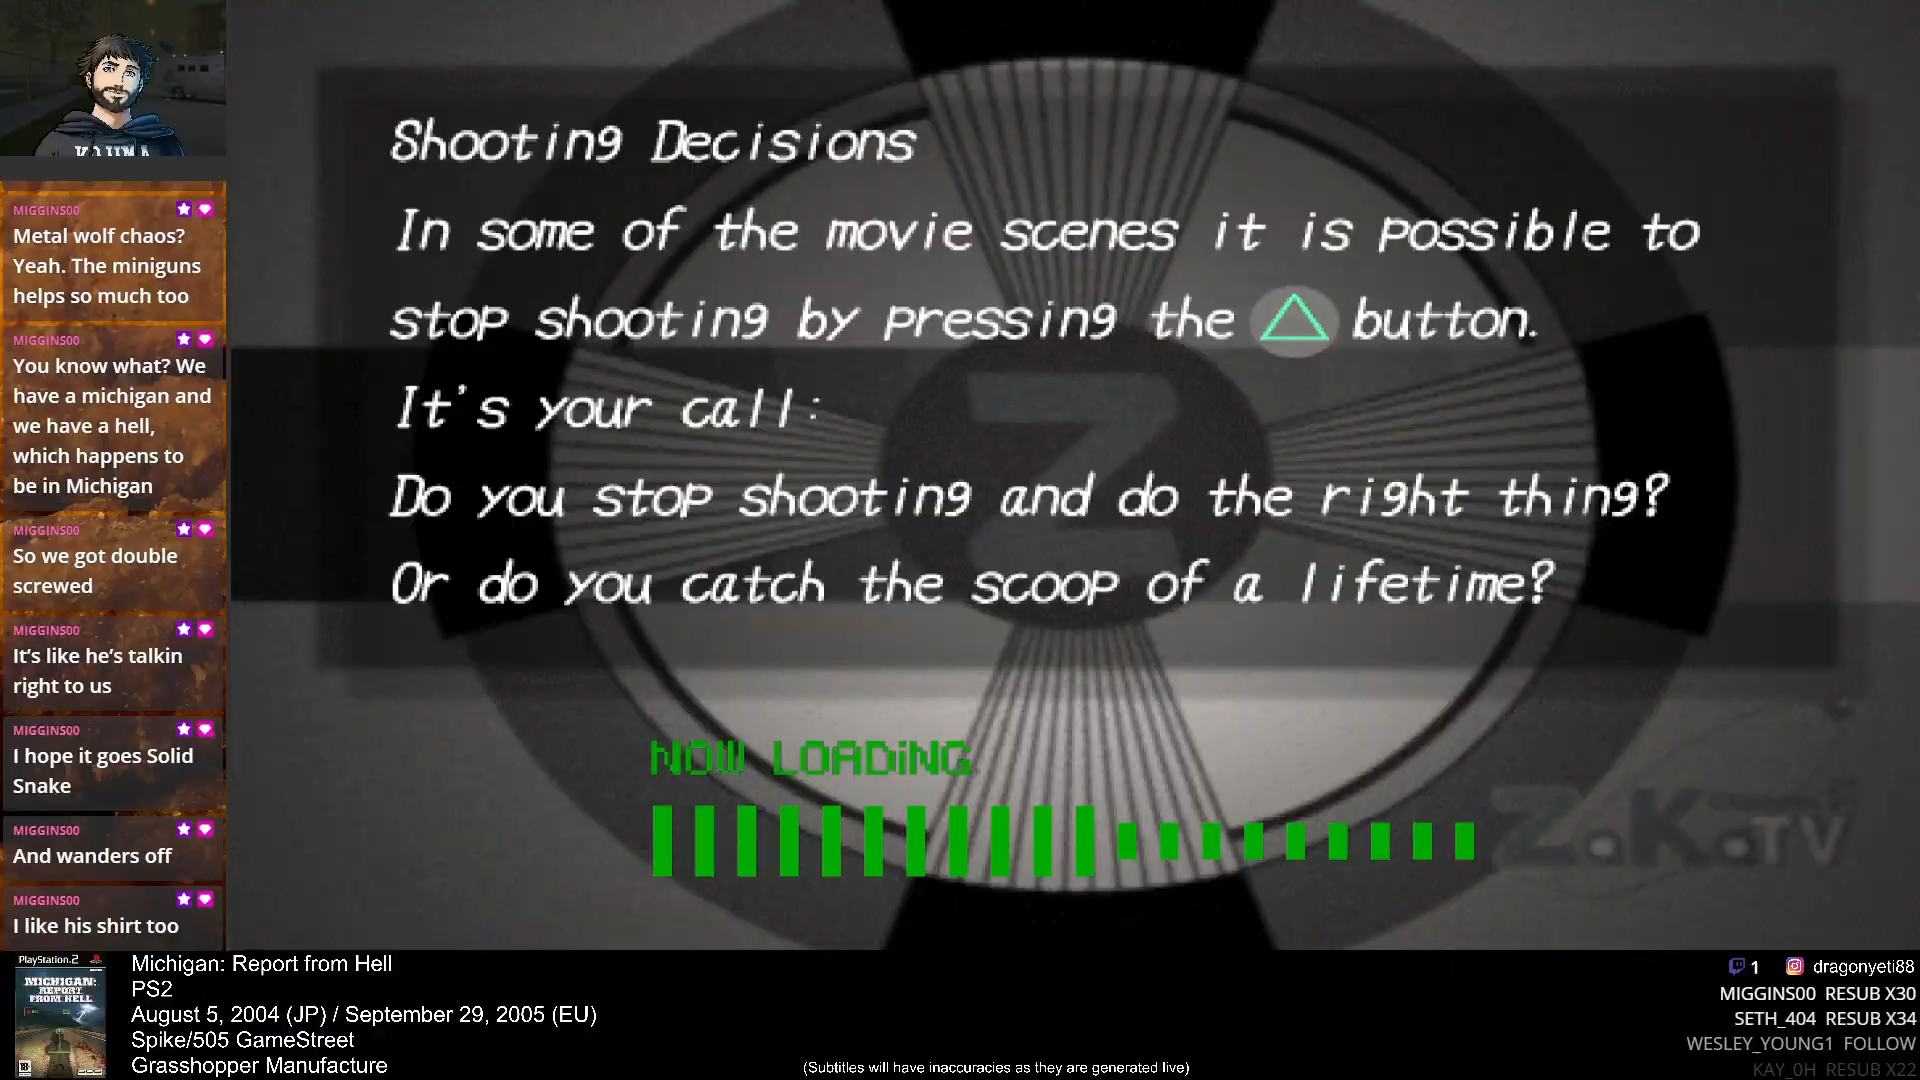 KOJIMA
MIGGINS00
Metal wolf chaos?
Yeah. The miniguns
helps so much too
MIGGINS00
You know what? We
have a michigan and
we have a hell,
which happens to
be in Michigan
MIGGINS00
So we got double
screwed
MIGGINS00
It's like he's talkin
right to us
MIGGINS00
I hope it goes Solid
Snake
MIGGINS00
And wanders off
MIGGINS00
I like his shirt too
Shooting Decisions
In some of the movie scenes it is possible to
stop shooting by pressing the △ button.
It's your call:
Do you stop shooting and do the right thing?
Or do you catch the scoop of a lifetime?
Z
NOW LOADiNG
ZaKaTV
PlayStation.2
MICHIGAN:
REPORT
FROM HELL
18
505
Michigan: Report from Hell
PS2
August 5, 2004 (JP) / September 29, 2005 (EU)
Spike/505 GameStreet
Grasshopper Manufacture
(Subtitles will have inaccuracies as they are generated live)
1 dragonyeti88
MIGGINS00 RESUB X30
SETH_404 RESUB X34
WESLEY_YOUNG1 FOLLOW
KAY_0H RESUB X22